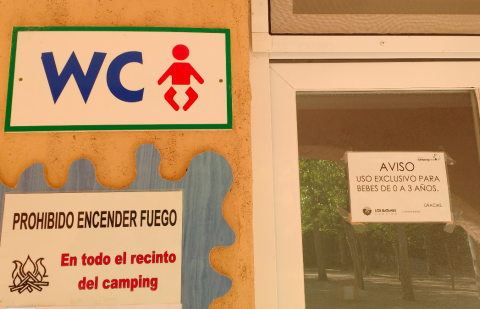 WC
PROHIBIDO ENCENDER FUEGO
En todo el recinto
del camping
AVISO
USO EXCLUSIVO PARA
BEBES DE 0 A 3 AÑOS.
GRACIAS